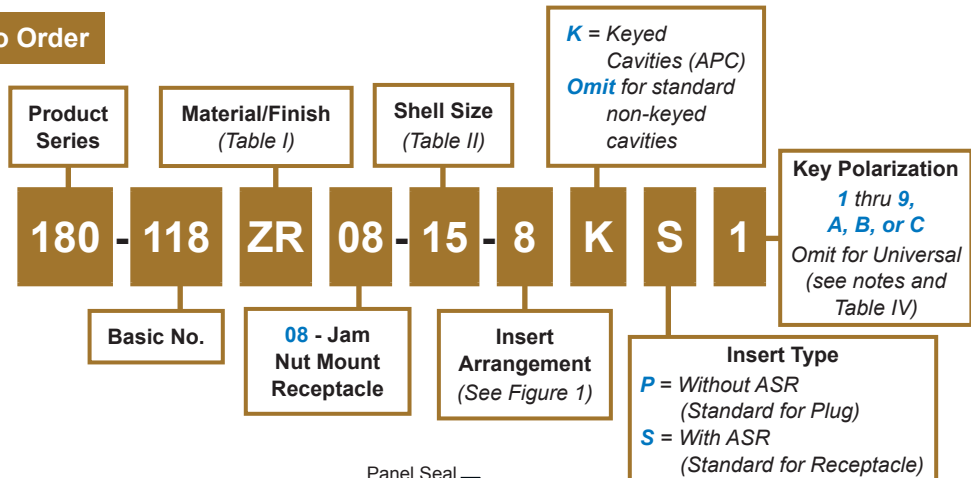 o Order
K = Keyed
Cavities (APC)
Omit for standard
non-keyed
cavities
Product
Series
Material/Finish
(Table I)
Shell Size
(Table II)
Key Polarization
1 thru 9,
A, B, or C
Omit for Universal
(see notes and
Table IV)
180 - 118 ZR 08 - 15 - 8 K S 1
Basic No.
08 - Jam
Nut Mount
Receptacle
Insert
Arrangement
(See Figure 1)
Insert Type
P = Without ASR
(Standard for Plug)
S = With ASR
(Standard for Receptacle)
Panel Seal